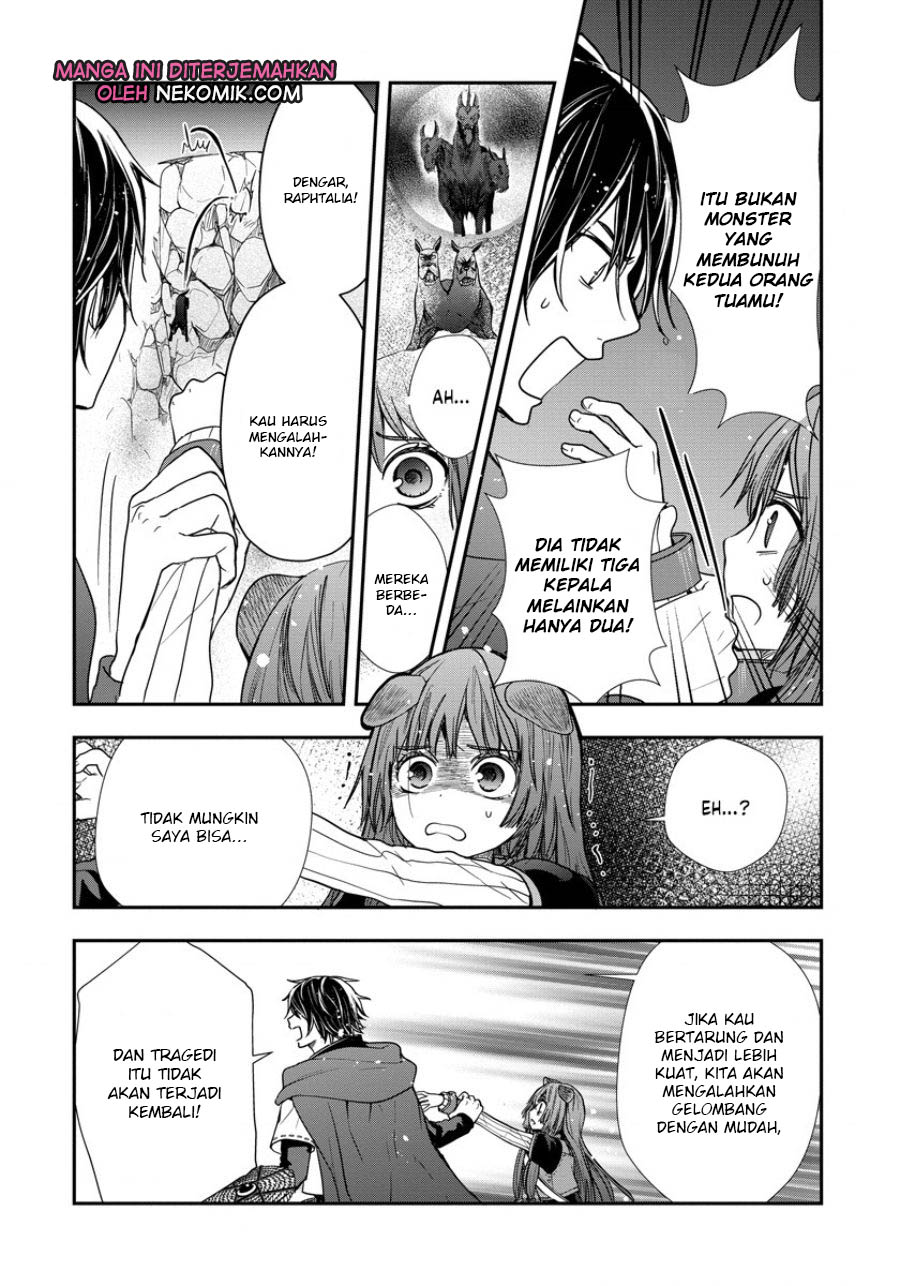 MANGA INI DITERJEMAHKAN
OLEH NEKOMIK.COM
ITU BUKAN
MONSTER
YANG
MEMBUNUH
KEDUA ORANG
TUAMU!
DIA TIDAK
MEMILIKI TIGA
KEPALA
MELAINKAN
HANYA DUA!
AH...
MEREKA
BERBE-
DA...
DENGAR,
RAPHTALIA!
KAU HARUS
MENGALAH-
KANNYA!
EH...?
TIDAK MUNGKIN
SAYA BISA...
JIKA KAU
BERTARUNG DAN
MENJADI LEBIH
KUAT, KITA AKAN
MENGALAHKAN
GELOMBANG
DENGAN MUDAH,
DAN TRAGEDI
ITU TIDAK
AKAN TERJADI
KEMBALI!